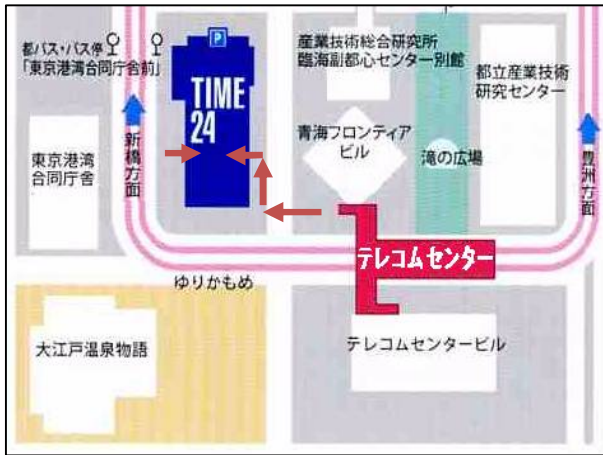 都バス・バス停
「東京港湾合同庁舎前」
P
TIME
24
産業技術総合研究所
臨海副都心センター別館
都立産業技術
研究センター
青海フロンティア
ビル
滝の広場
東京港湾
合同庁舎
新橋方面
豊洲方面
テレコムセンター
ゆりかもめ
大江戸温泉物語
テレコムセンタービル